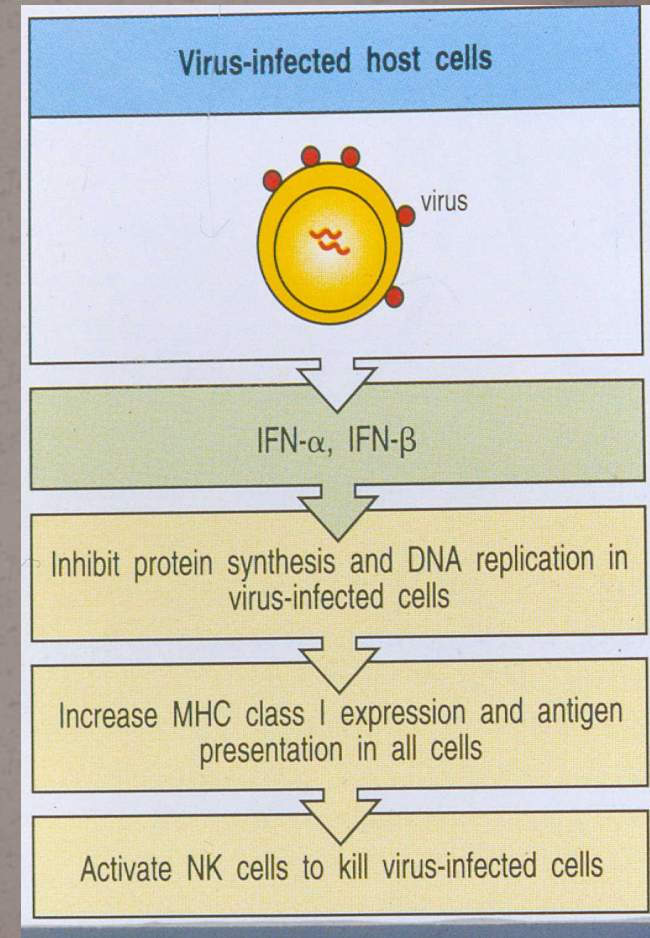 Virus-infected host cells
virus
IFN-α, IFN-β
Inhibit protein synthesis and DNA replication in
virus-infected cells
Increase MHC class I expression and antigen
presentation in all cells
Activate NK cells to kill virus-infected cells